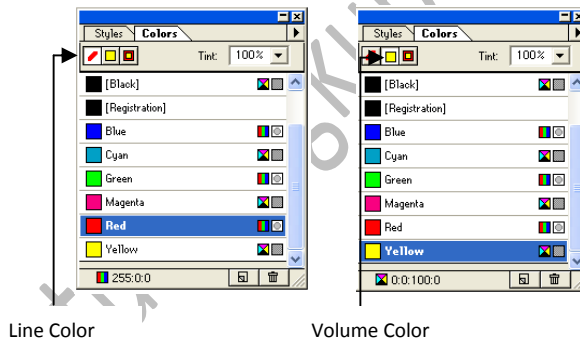 Styles Colors
Tint: 100%
[Black]
[Registration]
Blue
Cyan
Green
Magenta
Red
Yellow
255:0:0
Line Color
Styles Colors
Tint: 100%
[Black]
[Registration]
Blue
Cyan
Green
Magenta
Red
Yellow
0:0:100:0
Volume Color